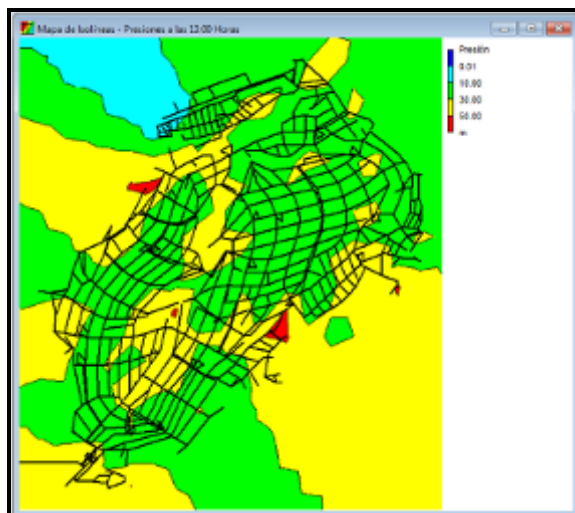 Mapa de Isolíneas - Presiones a las 12:00 Horas
Presión
0.01
10.00
30.00
50.00
m